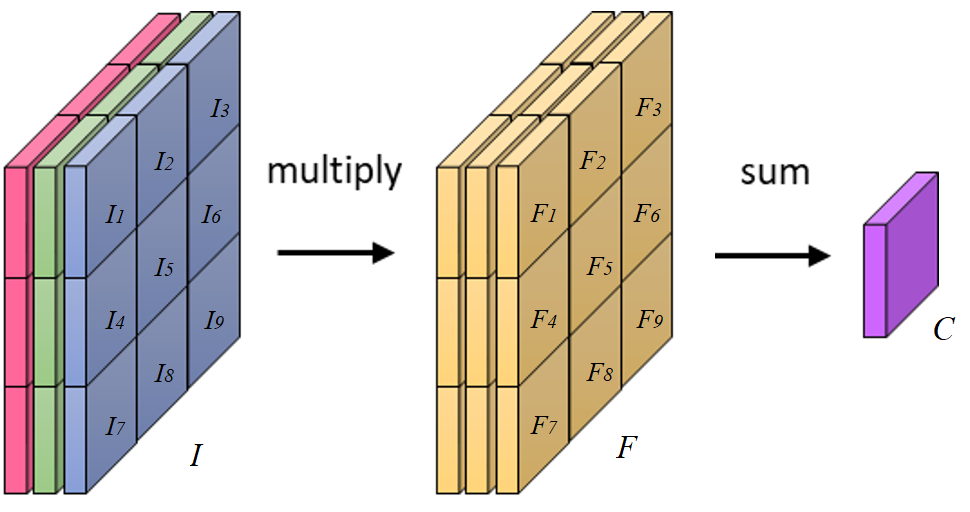 I1 I2 I3
I4 I5 I6
I7 I8 I9
I
multiply
F1 F2 F3
F4 F5 F6
F7 F8 F9
F
sum
C